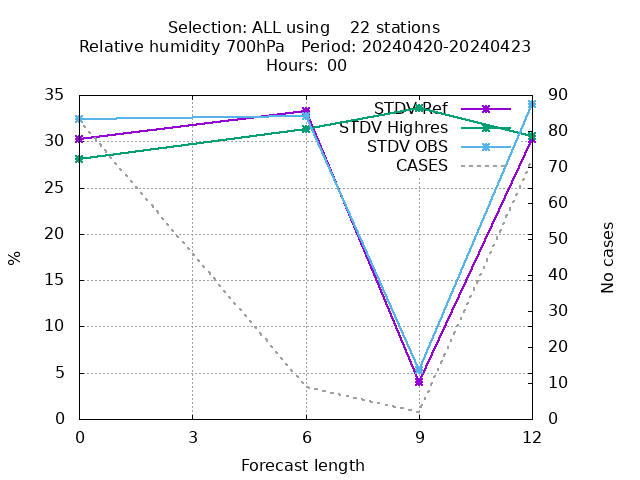 Selection: ALL using 22 stations
Relative humidity 700hPa Period: 20240420-20240423
Hours: 00
35
30
25
20
15
10
5
0
%
90
80
70
60
50
40
30
20
10
0
No cases
STDV Ref
STDV Highres
STDV OBS
CASES
0 3 6 9 12
Forecast length